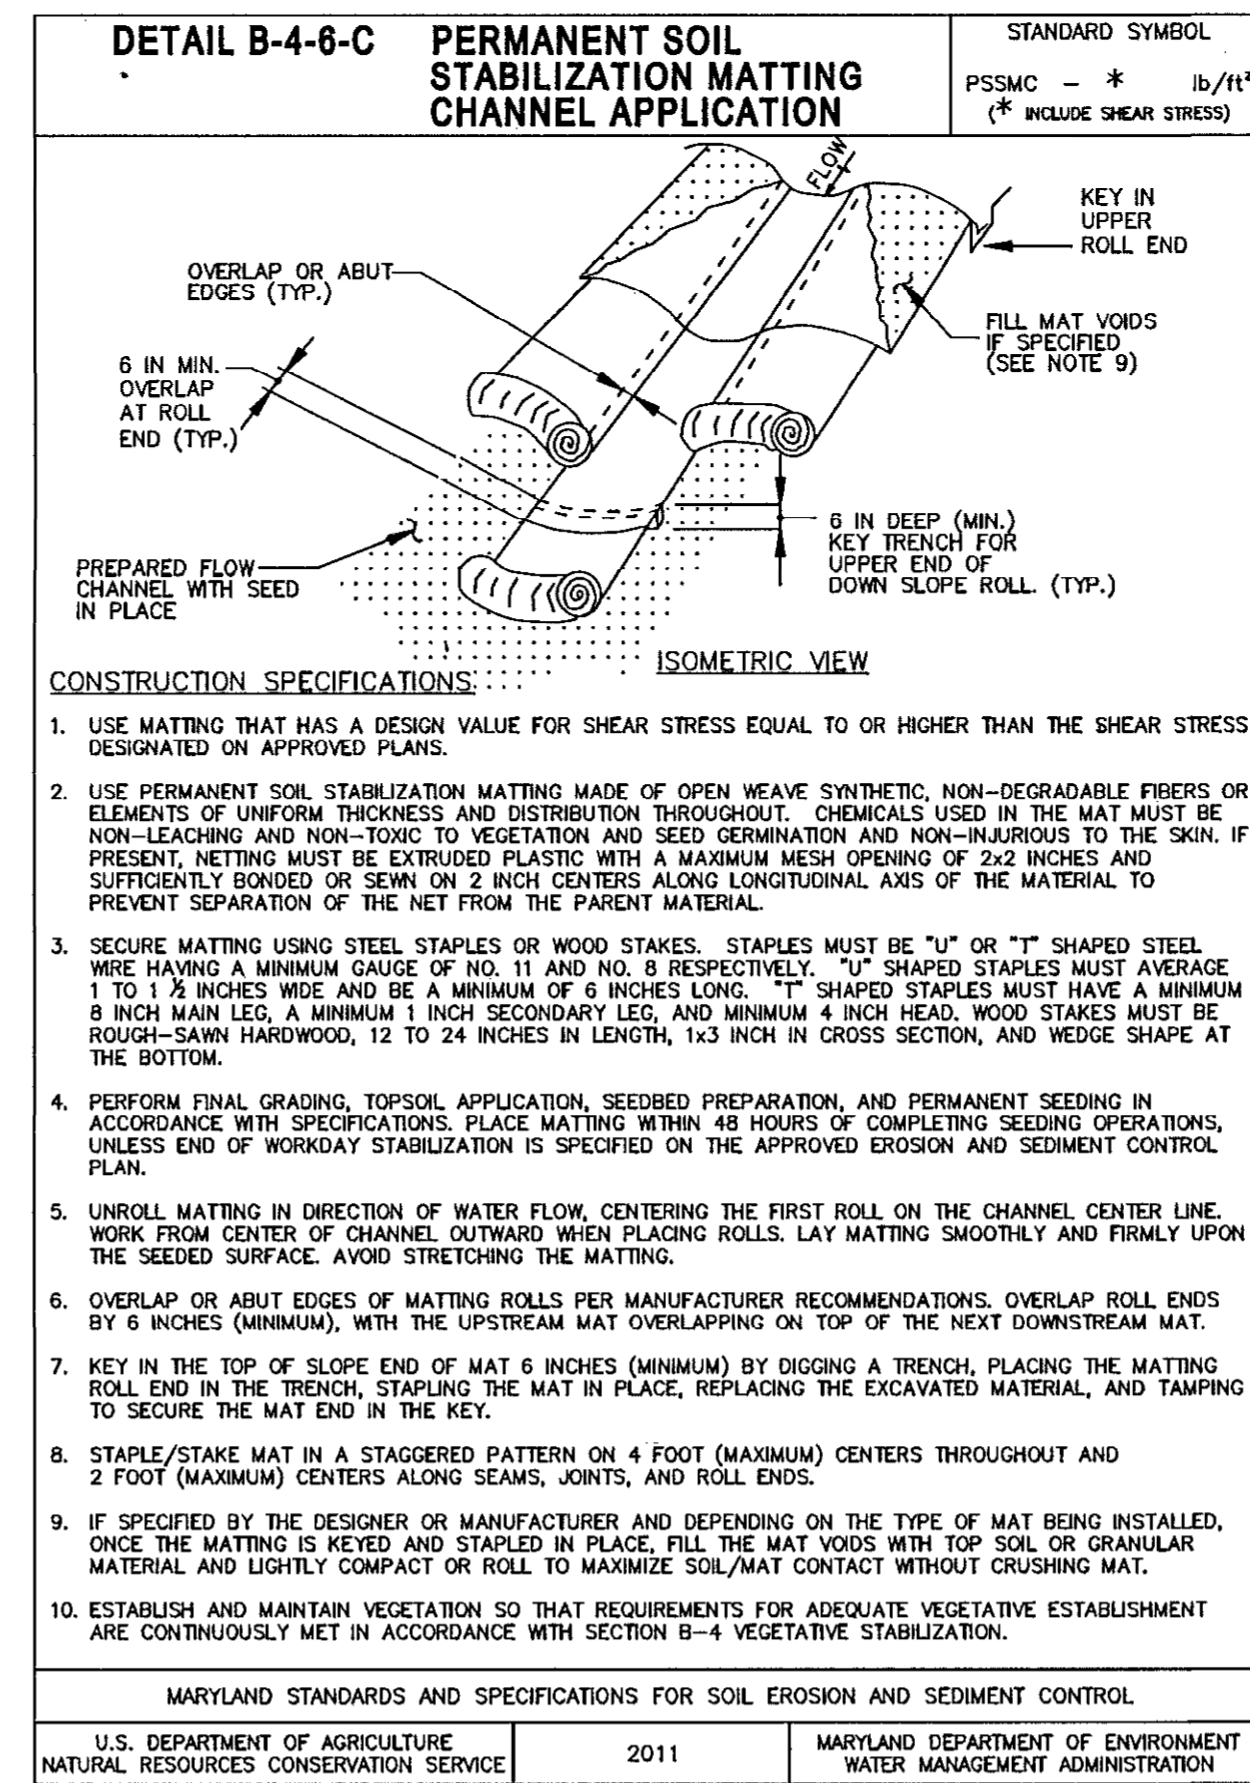 DETAIL B-4-6-C PERMANENT SOIL
STABILIZATION MATTING
CHANNEL APPLICATION
STANDARD SYMBOL
PSSMC - * lb/ft²
(* INCLUDE SHEAR STRESS)
FLOW
KEY IN
UPPER
ROLL END
OVERLAP OR ABUT
EDGES (TYP.)
FILL MAT VOIDS
IF SPECIFIED
(SEE NOTE 9)
6 IN MIN.
OVERLAP
AT ROLL
END (TYP.)
6 IN DEEP (MIN.)
KEY TRENCH FOR
UPPER END OF
DOWN SLOPE ROLL. (TYP.)
PREPARED FLOW
CHANNEL WITH SEED
IN PLACE
ISOMETRIC VIEW
CONSTRUCTION SPECIFICATIONS:
1. USE MATTING THAT HAS A DESIGN VALUE FOR SHEAR STRESS EQUAL TO OR HIGHER THAN THE SHEAR STRESS
DESIGNATED ON APPROVED PLANS.
2. USE PERMANENT SOIL STABILIZATION MATTING MADE OF OPEN WEAVE SYNTHETIC, NON-DEGRADABLE FIBERS OR
ELEMENTS OF UNIFORM THICKNESS AND DISTRIBUTION THROUGHOUT. CHEMICALS USED IN THE MAT MUST BE
NON-LEACHING AND NON-TOXIC TO VEGETATION AND SEED GERMINATION AND NON-INJURIOUS TO THE SKIN. IF
PRESENT, NETTING MUST BE EXTRUDED PLASTIC WITH A MAXIMUM MESH OPENING OF 2x2 INCHES AND
SUFFICIENTLY BONDED OR SEWN ON 2 INCH CENTERS ALONG LONGITUDINAL AXIS OF THE MATERIAL TO
PREVENT SEPARATION OF THE NET FROM THE PARENT MATERIAL.
3. SECURE MATTING USING STEEL STAPLES OR WOOD STAKES. STAPLES MUST BE "U" OR "T" SHAPED STEEL
WIRE HAVING A MINIMUM GAUGE OF NO. 11 AND NO. 8 RESPECTIVELY. "U" SHAPED STAPLES MUST AVERAGE
1 TO 1 ½ INCHES WIDE AND BE A MINIMUM OF 6 INCHES LONG. "T" SHAPED STAPLES MUST HAVE A MINIMUM
8 INCH MAIN LEG, A MINIMUM 1 INCH SECONDARY LEG, AND MINIMUM 4 INCH HEAD. WOOD STAKES MUST BE
ROUGH-SAWN HARDWOOD, 12 TO 24 INCHES IN LENGTH, 1x3 INCH IN CROSS SECTION, AND WEDGE SHAPE AT
THE BOTTOM.
4. PERFORM FINAL GRADING, TOPSOIL APPLICATION, SEEDBED PREPARATION, AND PERMANENT SEEDING IN
ACCORDANCE WITH SPECIFICATIONS. PLACE MATTING WITHIN 48 HOURS OF COMPLETING SEEDING OPERATIONS,
UNLESS END OF WORKDAY STABILIZATION IS SPECIFIED ON THE APPROVED EROSION AND SEDIMENT CONTROL
PLAN.
5. UNROLL MATTING IN DIRECTION OF WATER FLOW, CENTERING THE FIRST ROLL ON THE CHANNEL CENTER LINE.
WORK FROM CENTER OF CHANNEL OUTWARD WHEN PLACING ROLLS. LAY MATTING SMOOTHLY AND FIRMLY UPON
THE SEEDED SURFACE. AVOID STRETCHING THE MATTING.
6. OVERLAP OR ABUT EDGES OF MATTING ROLLS PER MANUFACTURER RECOMMENDATIONS. OVERLAP ROLL ENDS
BY 6 INCHES (MINIMUM), WITH THE UPSTREAM MAT OVERLAPPING ON TOP OF THE NEXT DOWNSTREAM MAT.
7. KEY IN THE TOP OF SLOPE END OF MAT 6 INCHES (MINIMUM) BY DIGGING A TRENCH, PLACING THE MATTING
ROLL END IN THE TRENCH, STAPLING THE MAT IN PLACE, REPLACING THE EXCAVATED MATERIAL, AND TAMPING
TO SECURE THE MAT END IN THE KEY.
8. STAPLE/STAKE MAT IN A STAGGERED PATTERN ON 4 FOOT (MAXIMUM) CENTERS THROUGHOUT AND
2 FOOT (MAXIMUM) CENTERS ALONG SEAMS, JOINTS, AND ROLL ENDS.
9. IF SPECIFIED BY THE DESIGNER OR MANUFACTURER AND DEPENDING ON THE TYPE OF MAT BEING INSTALLED,
ONCE THE MATTING IS KEYED AND STAPLED IN PLACE, FILL THE MAT VOIDS WITH TOP SOIL OR GRANULAR
MATERIAL AND LIGHTLY COMPACT OR ROLL TO MAXIMIZE SOIL/MAT CONTACT WITHOUT CRUSHING MAT.
10. ESTABLISH AND MAINTAIN VEGETATION SO THAT REQUIREMENTS FOR ADEQUATE VEGETATIVE ESTABLISHMENT
ARE CONTINUOUSLY MET IN ACCORDANCE WITH SECTION B-4 VEGETATIVE STABILIZATION.
MARYLAND STANDARDS AND SPECIFICATIONS FOR SOIL EROSION AND SEDIMENT CONTROL
U.S. DEPARTMENT OF AGRICULTURE
NATURAL RESOURCES CONSERVATION SERVICE
2011
MARYLAND DEPARTMENT OF ENVIRONMENT
WATER MANAGEMENT ADMINISTRATION